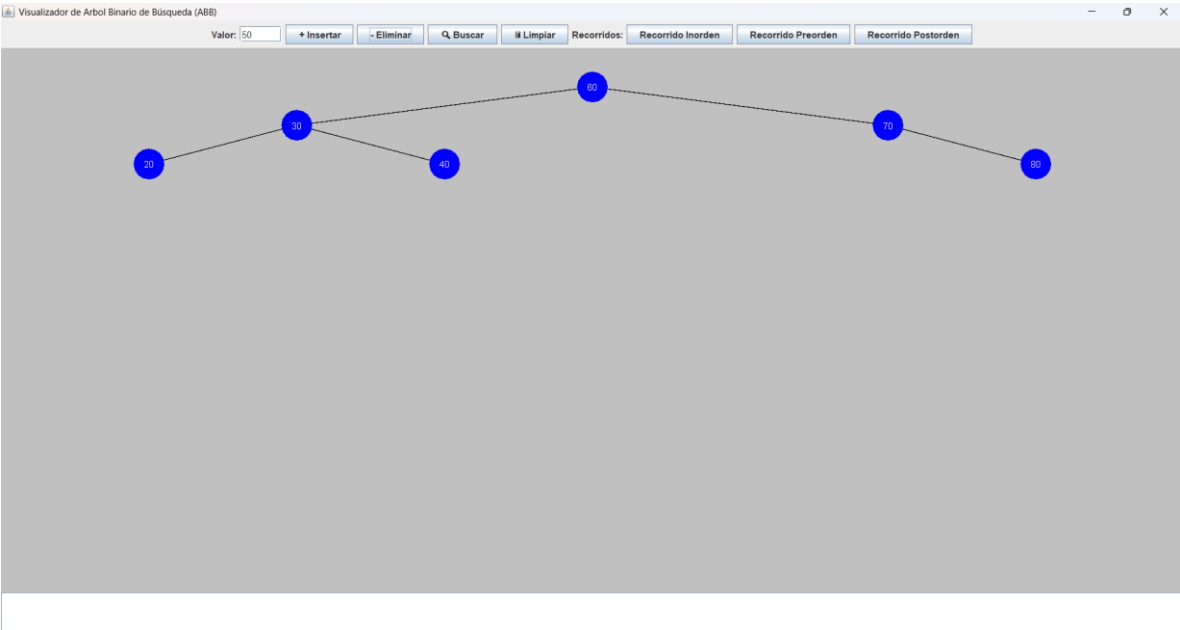 Visualizador de Arbol Binario de Búsqueda (ABB)
Valor: 50 + Insertar - Eliminar Buscar Limpiar Recorridos: Recorrido Inorden Recorrido Preorden Recorrido Postorden
60
30 70
20 40 80